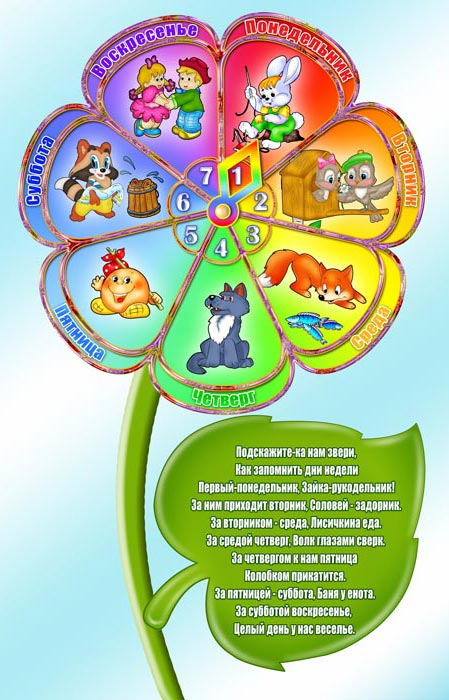 Понедельник
Вторник
Среда
Четверг
Пятница
Суббота
Воскресенье
1
2
3
4
5
6
7
Подскажите-ка нам звери,
Как запомнить дни недели
Первый-понедельник, Зайка-рукодельник!
За ним приходит вторник, Соловей - задорник.
За вторником - среда, Лисичкина еда.
За средой четверг, Волк глазами сверк.
За четвергом к нам пятница
Колобком прикатится.
За пятницей - суббота, Баня у енота.
За субботой воскресенье,
Целый день у нас веселье.